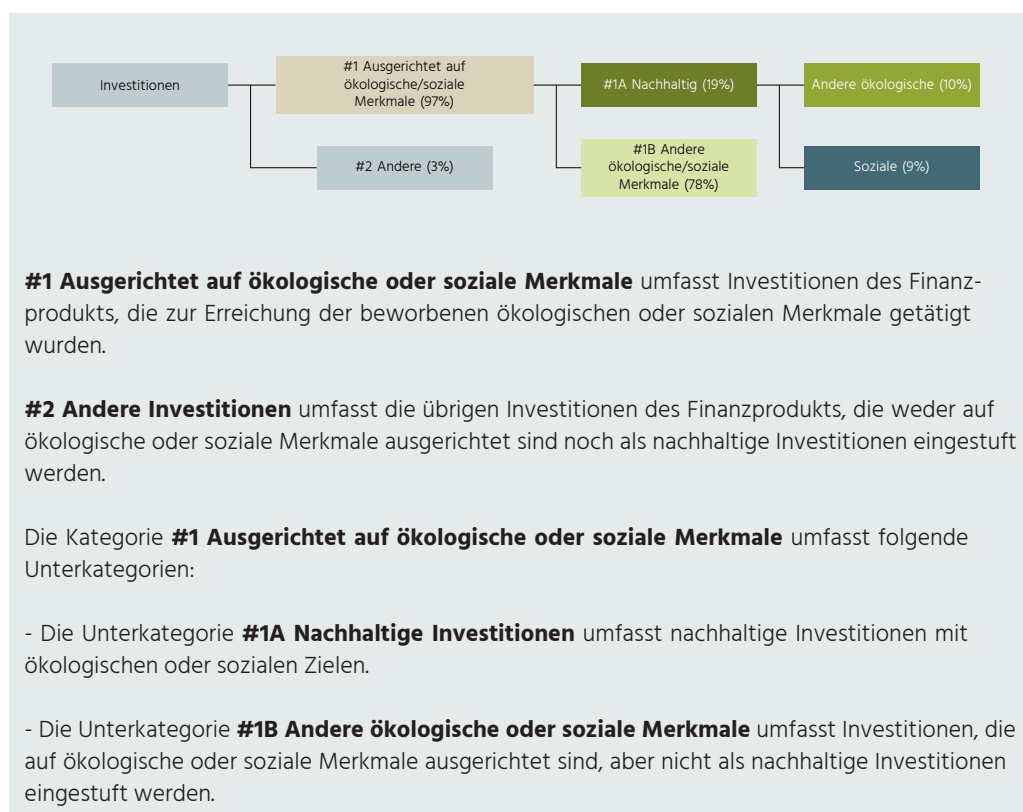 Investitionen
#1 Ausgerichtet auf
ökologische/soziale
Merkmale (97%)
#1A Nachhaltig (19%)
Andere ökologische (10%)
#2 Andere (3%)
#1B Andere
ökologische/soziale
Merkmale (78%)
Soziale (9%)
#1 Ausgerichtet auf ökologische oder soziale Merkmale umfasst Investitionen des Finanz-
produkts, die zur Erreichung der beworbenen ökologischen oder sozialen Merkmale getätigt
wurden.
#2 Andere Investitionen umfasst die übrigen Investitionen des Finanzprodukts, die weder auf
ökologische oder soziale Merkmale ausgerichtet sind noch als nachhaltige Investitionen eingestuft
werden.
Die Kategorie #1 Ausgerichtet auf ökologische oder soziale Merkmale umfasst folgende
Unterkategorien:
- Die Unterkategorie #1A Nachhaltige Investitionen umfasst nachhaltige Investitionen mit
ökologischen oder sozialen Zielen.
- Die Unterkategorie #1B Andere ökologische oder soziale Merkmale umfasst Investitionen, die
auf ökologische oder soziale Merkmale ausgerichtet sind, aber nicht als nachhaltige Investitionen
eingestuft werden.